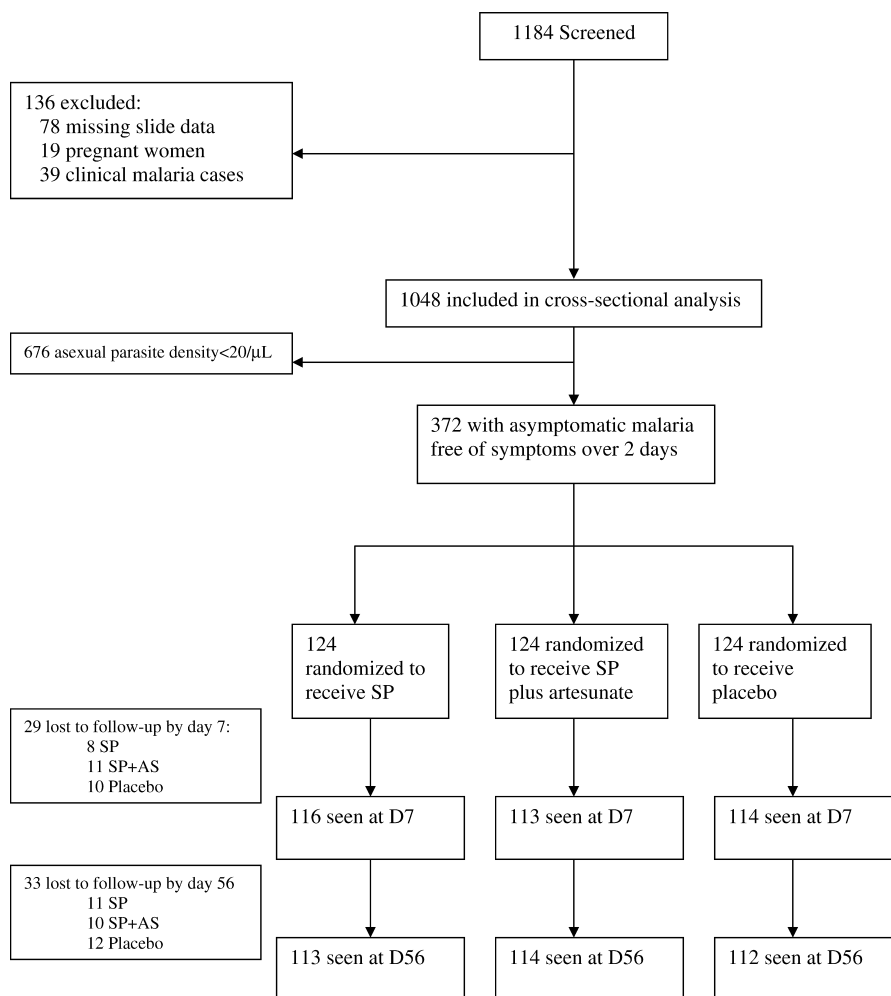 1184 Screened
136 excluded:
78 missing slide data
19 pregnant women
39 clinical malaria cases
1048 included in cross-sectional analysis
676 asexual parasite density<20/μL
372 with asymptomatic malaria
free of symptoms over 2 days
124
randomized to
receive SP
124 randomized
to receive SP
plus artesunate
124 randomized
to receive
placebo
29 lost to follow-up by day 7:
8 SP
11 SP+AS
10 Placebo
116 seen at D7
113 seen at D7
114 seen at D7
33 lost to follow-up by day 56
11 SP
10 SP+AS
12 Placebo
113 seen at D56
114 seen at D56
112 seen at D56